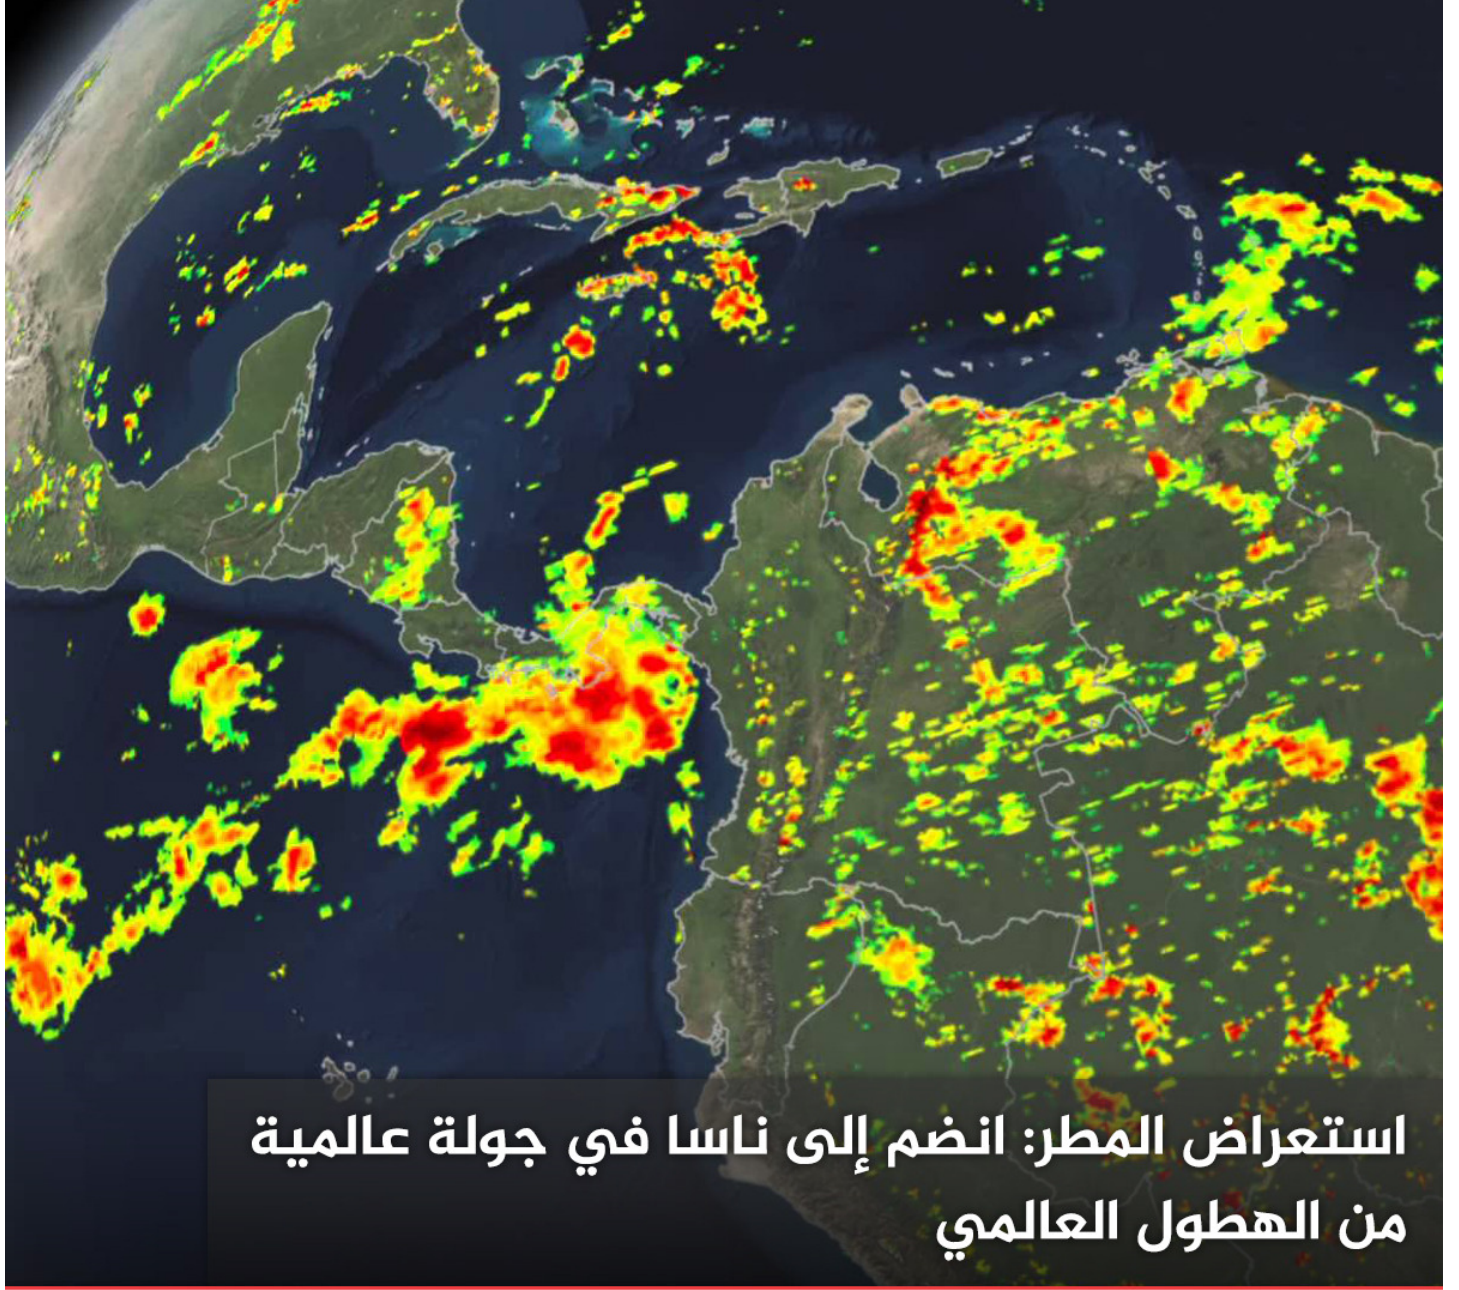 استعراض المطر: انضم إلى ناسا في جولة عالمية
من الهطول العالمي